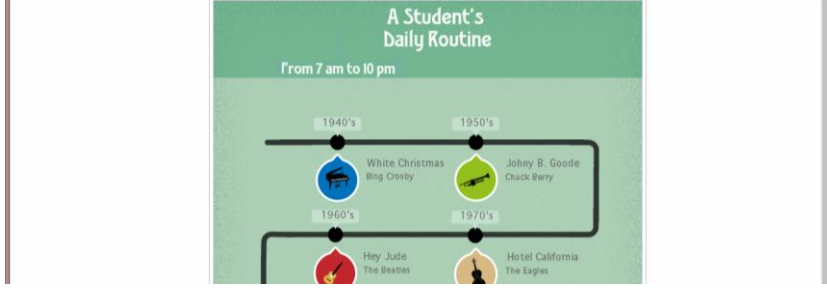 A Student's
Daily Routine
From 7 am to 10 pm
1940's
1950's
White Christmas
Bing Crosby
Johny B. Goode
Chuck Berry
1960's
1970's
Hey Jude
The Beatles
Hotel California
The Eagles